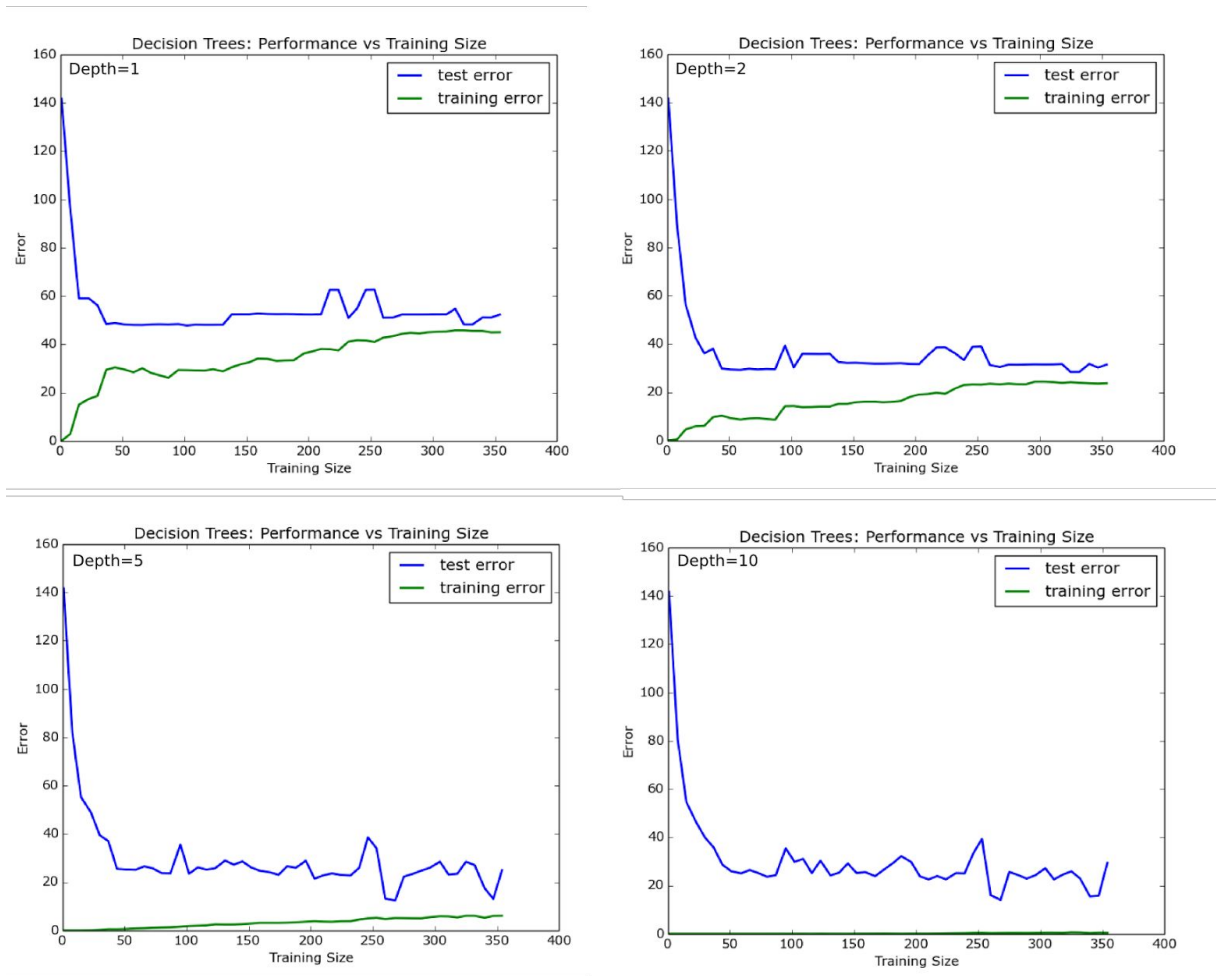 Decision Trees: Performance vs Training Size
Depth=1
test error
training error
160
140
120
100
80
60
40
20
0
Error
0 50 100 150 200 250 300 350 400
Training Size
Decision Trees: Performance vs Training Size
Depth=2
test error
training error
160
140
120
100
80
60
40
20
0
Error
0 50 100 150 200 250 300 350 400
Training Size
Decision Trees: Performance vs Training Size
Depth=5
test error
training error
160
140
120
100
80
60
40
20
0
Error
0 50 100 150 200 250 300 350 400
Training Size
Decision Trees: Performance vs Training Size
Depth=10
test error
training error
160
140
120
100
80
60
40
20
0
Error
0 50 100 150 200 250 300 350 400
Training Size